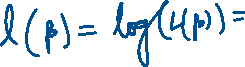 l(β) = log(L(β)) =